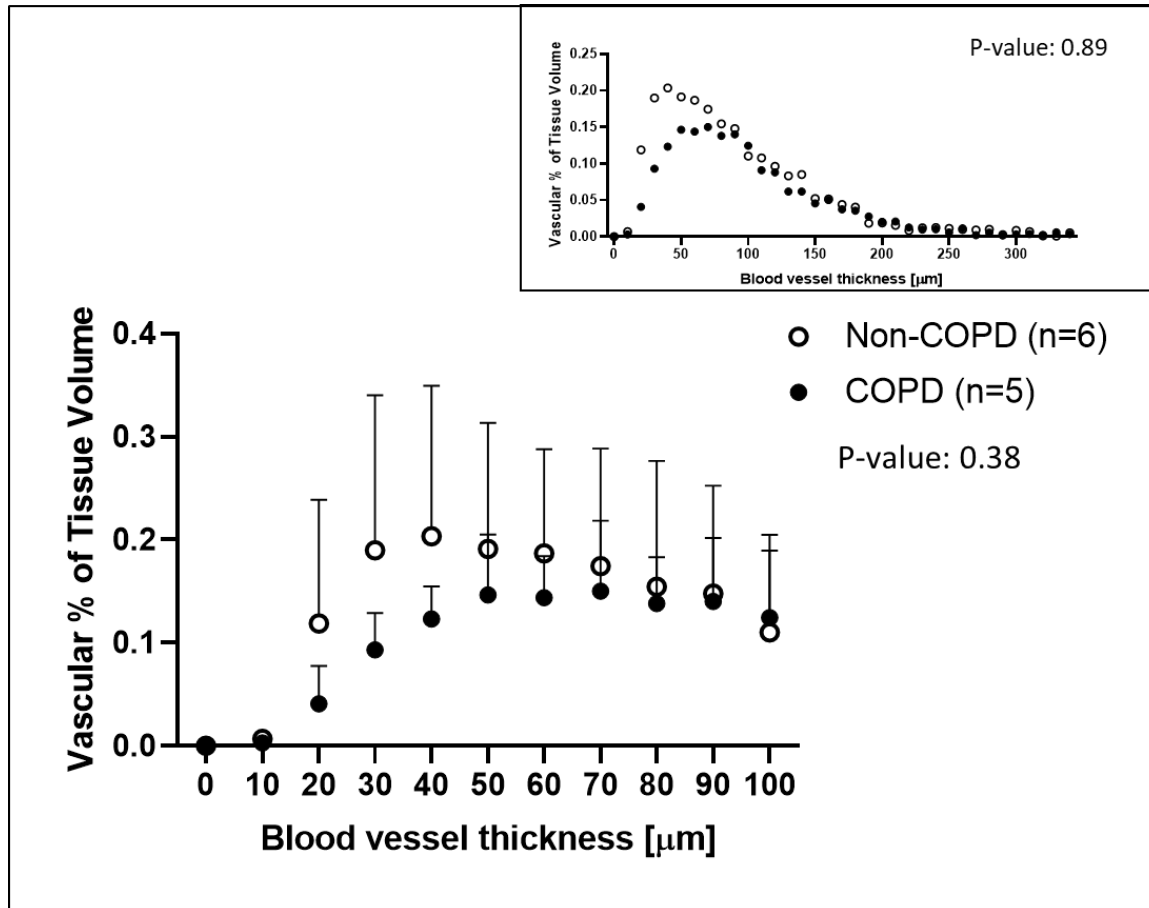 P-value: 0.89
Vascular % of Tissue Volume
0.25
0.20
0.15
0.10
0.05
0.00
0 50 100 150 200 250 300
Blood vessel thickness [μm]
Non-COPD (n=6)
COPD (n=5)
P-value: 0.38
Vascular % of Tissue Volume
0.4
0.3
0.2
0.1
0.0
0 10 20 30 40 50 60 70 80 90 100
Blood vessel thickness [μm]